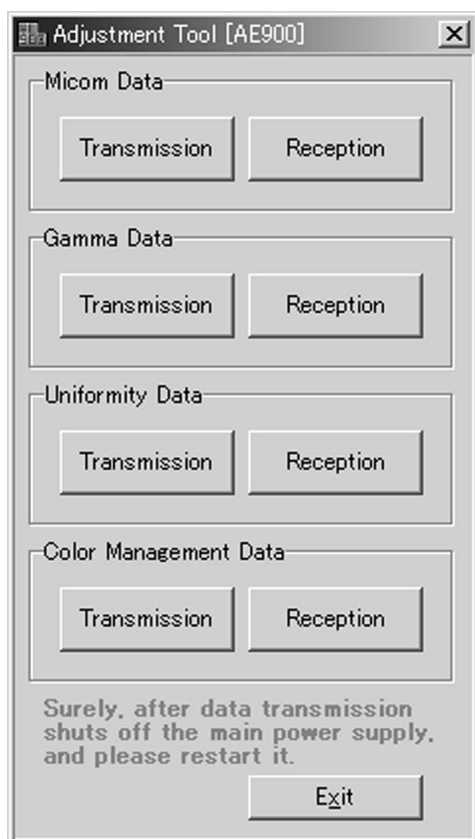 Adjustment Tool [AE900]
Micom Data
Transmission Reception
Gamma Data
Transmission Reception
Uniformity Data
Transmission Reception
Color Management Data
Transmission Reception
Surely, after data transmission
shuts off the main power supply,
and please restart it.
Exit